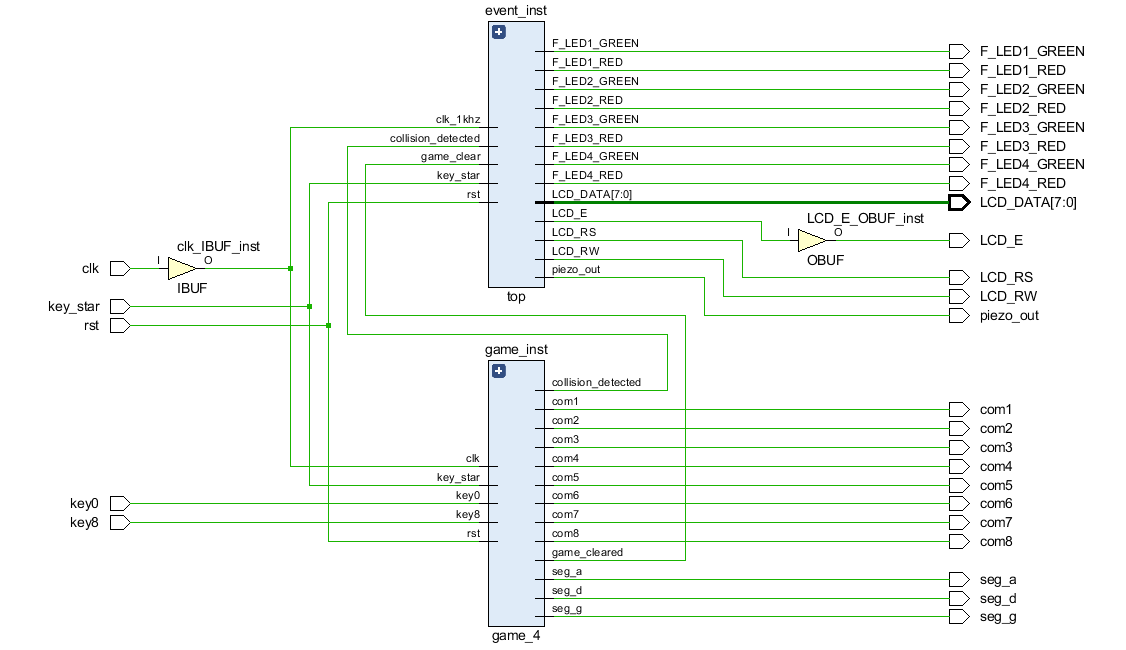 event_inst
F_LED1_GREEN
F_LED1_GREEN
F_LED1_RED
F_LED1_RED
F_LED2_GREEN
F_LED2_GREEN
F_LED2_RED
F_LED2_RED
clk_1khz
F_LED3_GREEN
F_LED3_GREEN
collision_detected
F_LED3_RED
F_LED3_RED
game_clear
F_LED4_GREEN
F_LED4_GREEN
key_star
F_LED4_RED
F_LED4_RED
rst
LCD_DATA[7:0]
LCD_DATA[7:0]
LCD_E
LCD_E_OBUF_inst
LCD_RS
I
O
LCD_E
clk_IBUF_inst
LCD_RW
OBUF
I
O
clk
piezo_out
LCD_RS
IBUF
top
LCD_RW
key_star
piezo_out
rst
game_inst
collision_detected
com1
com1
com2
com2
com3
com3
clk
com4
com4
key_star
com5
com5
key0
key0
com6
com6
key8
key8
com7
com7
rst
com8
com8
game_cleared
seg_a
seg_a
seg_d
seg_d
seg_g
seg_g
game_4